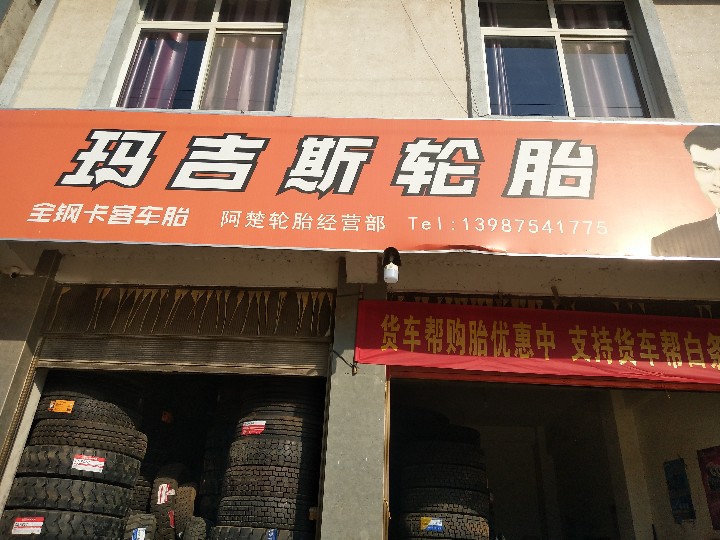 玛吉斯轮胎
全钢卡客车胎 阿楚轮胎经营部 Tel:13987541775
货车帮购胎优惠中 支持货车帮白条